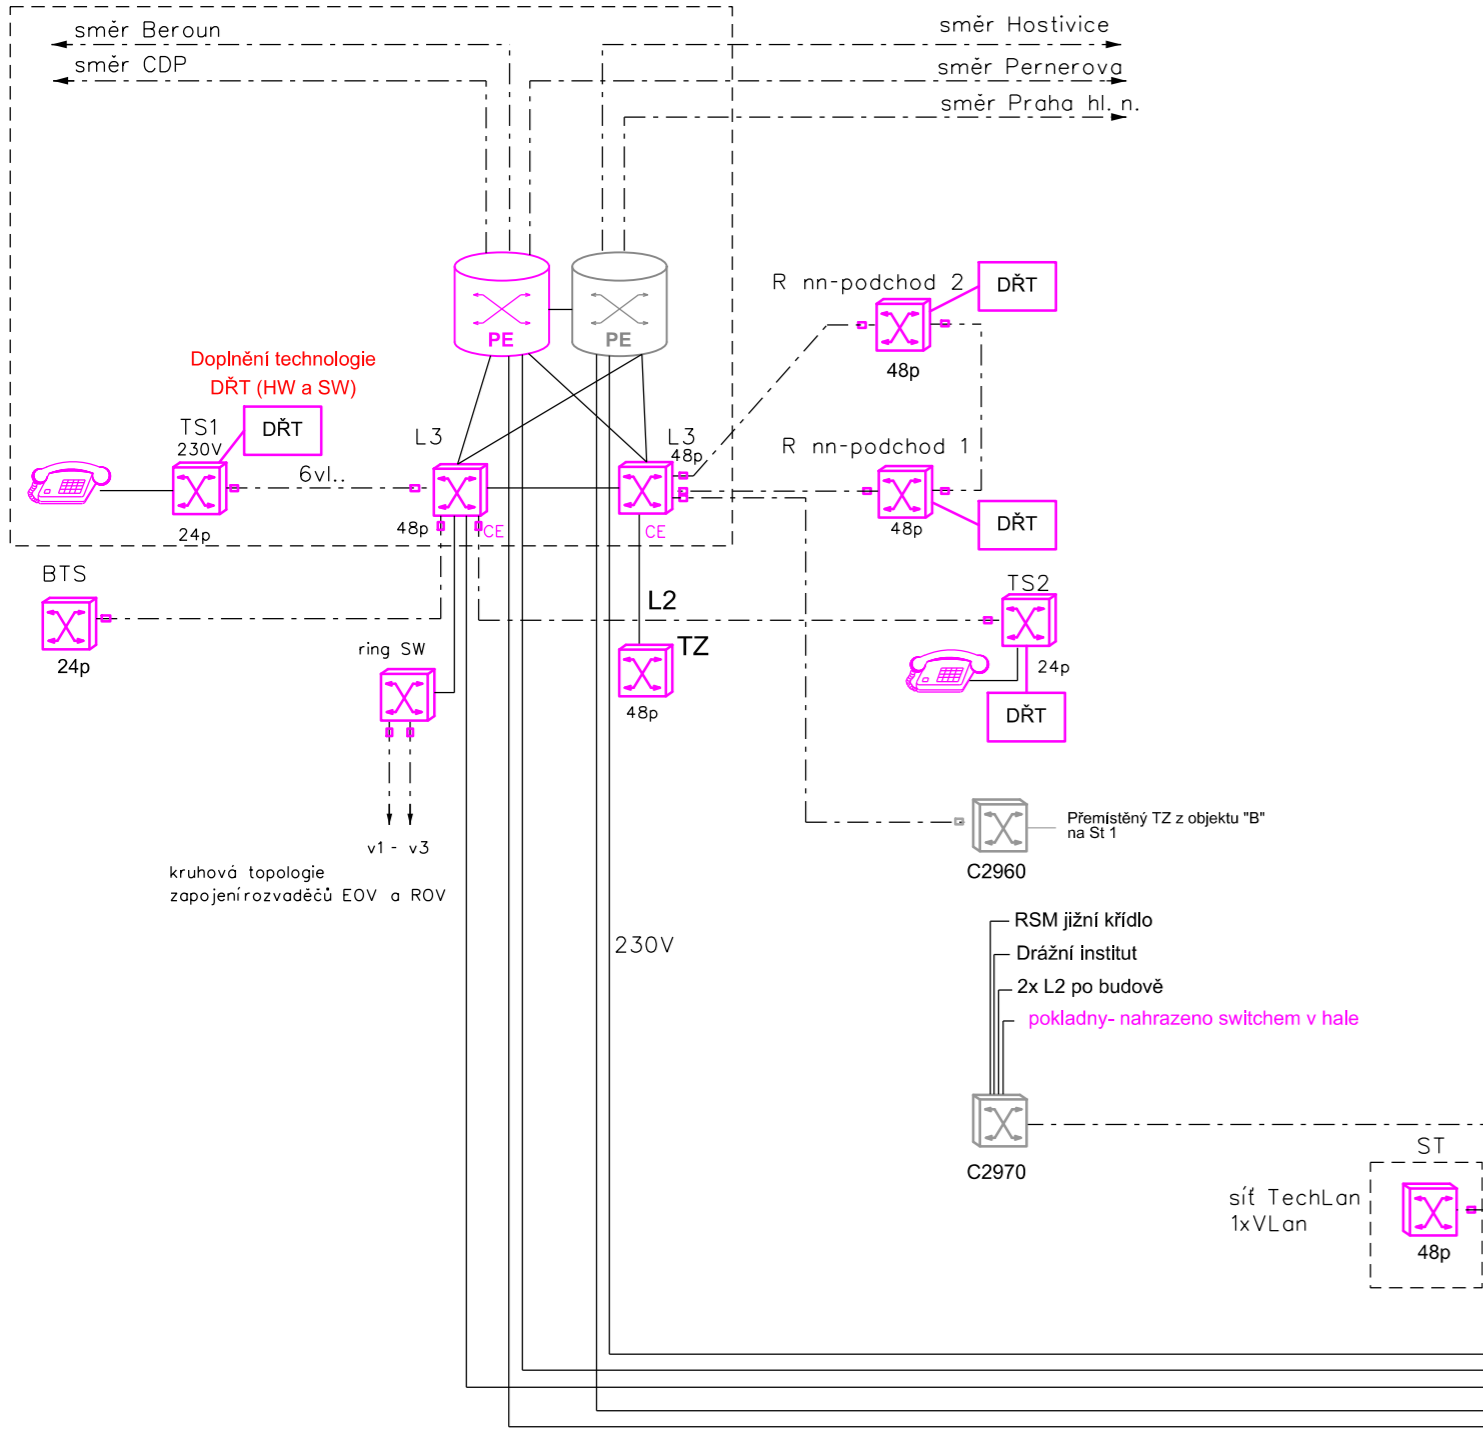 směr Beroun
směr CDP
směr Hostivice
směr Pernerova
směr Praha hl. n.
PE
PE
R nn-podchod 2
DŘT
48p
Doplnění technologie
DŘT (HW a SW)
TS1
230V
DŘT
6vl..
24p
L3
48p
CE
L3
48p
CE
R nn-podchod 1
48p
DŘT
BTS
24p
ring SW
L2
TZ
48p
TS2
24p
DŘT
v1 - v3
kruhová topologie
zapojení rozvaděčů EOV a ROV
Přemístěný TZ z objektu "B"
na St 1
C2960
230V
RSM jižní křídlo
Drážní institut
2x L2 po budově
pokladny- nahrazeno switchem v hale
C2970
ST
síť TechLan
1xVLan
48p